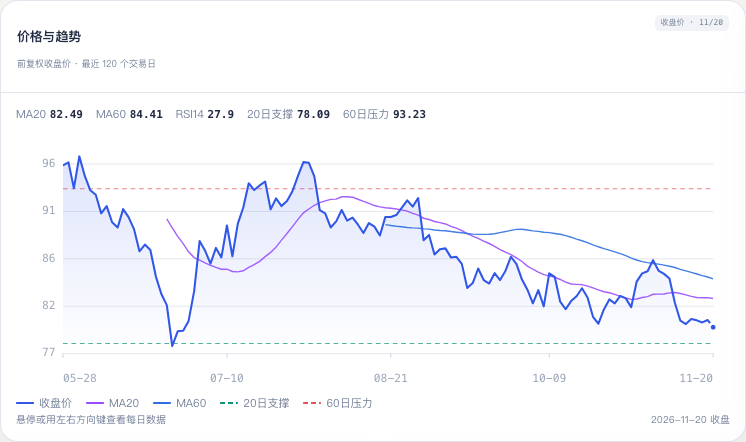 收盘价 · 11/20
价格与趋势
前复权收盘价 · 最近 120 个交易日
MA20 82.49 MA60 84.41 RSI14 27.9 20日支撑 78.09 60日压力 93.23
96
91
86
82
77
05-28 07-10 08-21 10-09 11-20
收盘价 MA20 MA60 20日支撑 60日压力
悬停或用左右方向键查看每日数据 2026-11-20 收盘